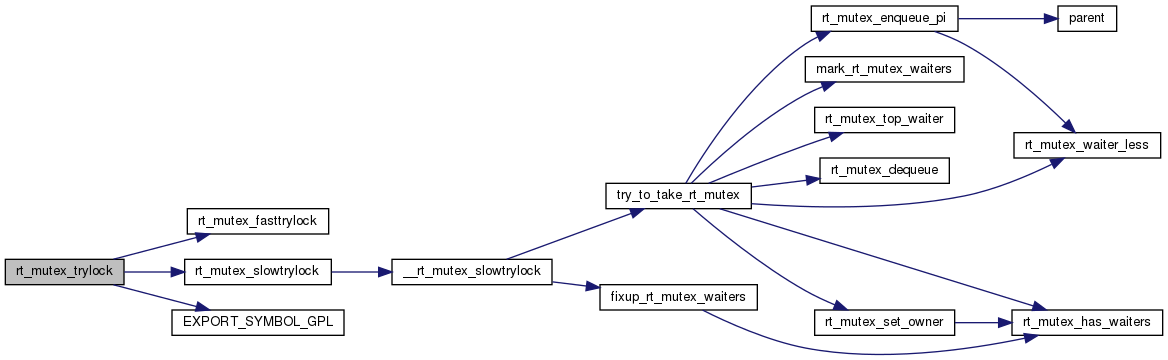 rt_mutex_trylock
rt_mutex_fasttrylock
rt_mutex_slowtrylock
EXPORT_SYMBOL_GPL
__rt_mutex_slowtrylock
try_to_take_rt_mutex
fixup_rt_mutex_waiters
rt_mutex_enqueue_pi
mark_rt_mutex_waiters
rt_mutex_top_waiter
rt_mutex_dequeue
rt_mutex_set_owner
parent
rt_mutex_waiter_less
rt_mutex_has_waiters